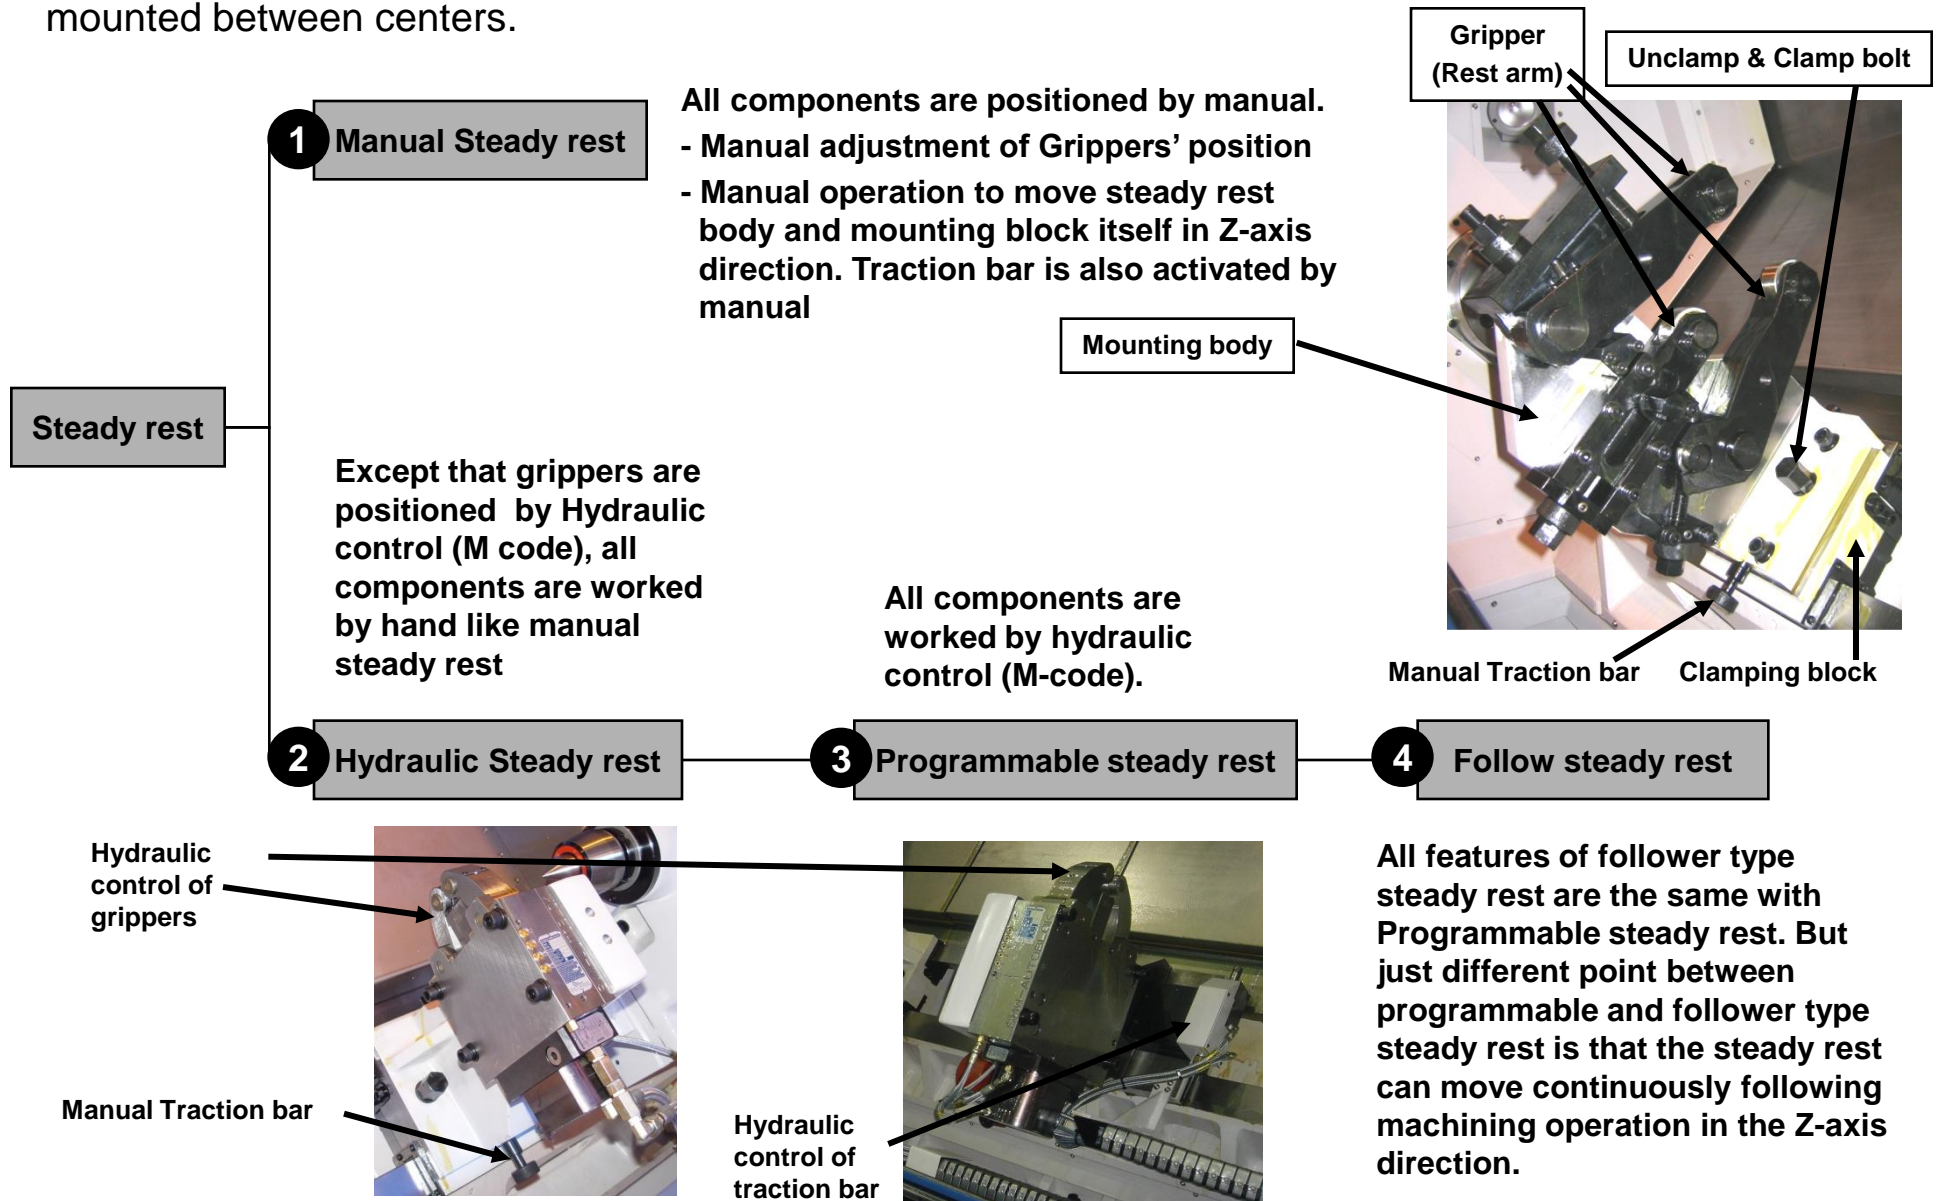 mounted between centers.
Gripper
(Rest arm)
Unclamp & Clamp bolt
1
Manual Steady rest
All components are positioned by manual.
- Manual adjustment of Grippers’ position
- Manual operation to move steady rest
body and mounting block itself in Z-axis
direction. Traction bar is also activated by
manual
Mounting body
Steady rest
Except that grippers are
positioned by Hydraulic
control (M code), all
components are worked
by hand like manual
steady rest
All components are
worked by hydraulic
control (M-code).
Manual Traction bar
Clamping block
2
Hydraulic Steady rest
3
Programmable steady rest
4
Follow steady rest
Hydraulic
control of
grippers
Manual Traction bar
Hydraulic
control of
traction bar
All features of follower type
steady rest are the same with
Programmable steady rest. But
just different point between
programmable and follower type
steady rest is that the steady rest
can move continuously following
machining operation in the Z-axis
direction.